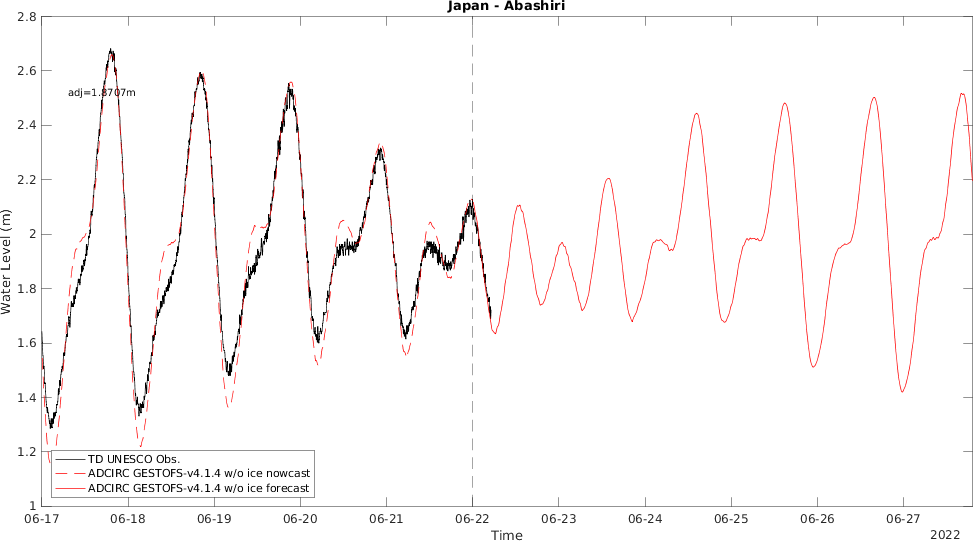 Japan - Abashiri
2.8
2.6
2.4
2.2
2
1.8
1.6
1.4
1.2
1
Water Level (m)
adj=1.8707m
TD UNESCO Obs.
ADCIRC GESTOFS-v4.1.4 w/o ice nowcast
ADCIRC GESTOFS-v4.1.4 w/o ice forecast
06-17 06-18 06-19 06-20 06-21 06-22 06-23 06-24 06-25 06-26 06-27
Time
2022